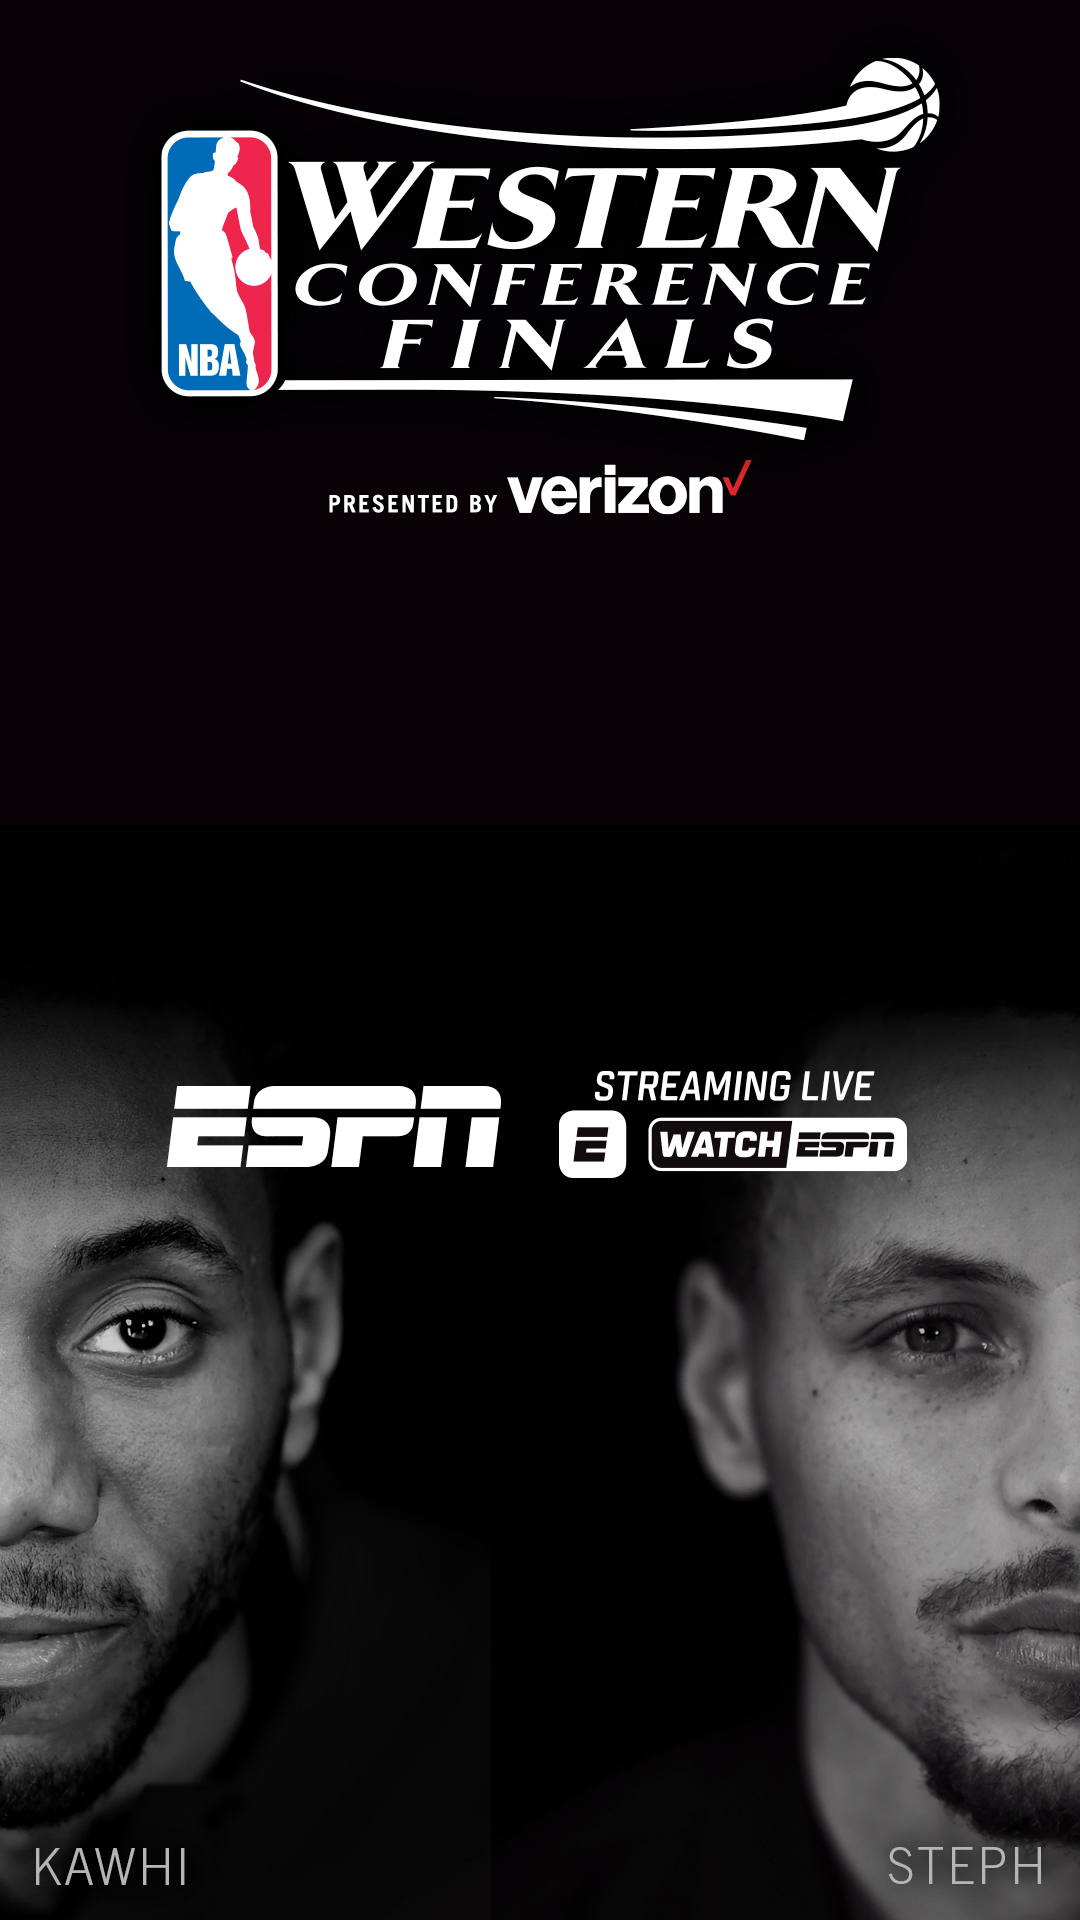 WESTERN
CONFERENCE
FINALS
NBA
PRESENTED BY verizon
STREAMING LIVE
ESPN
E WATCH ESPN
KAWHI
STEPH